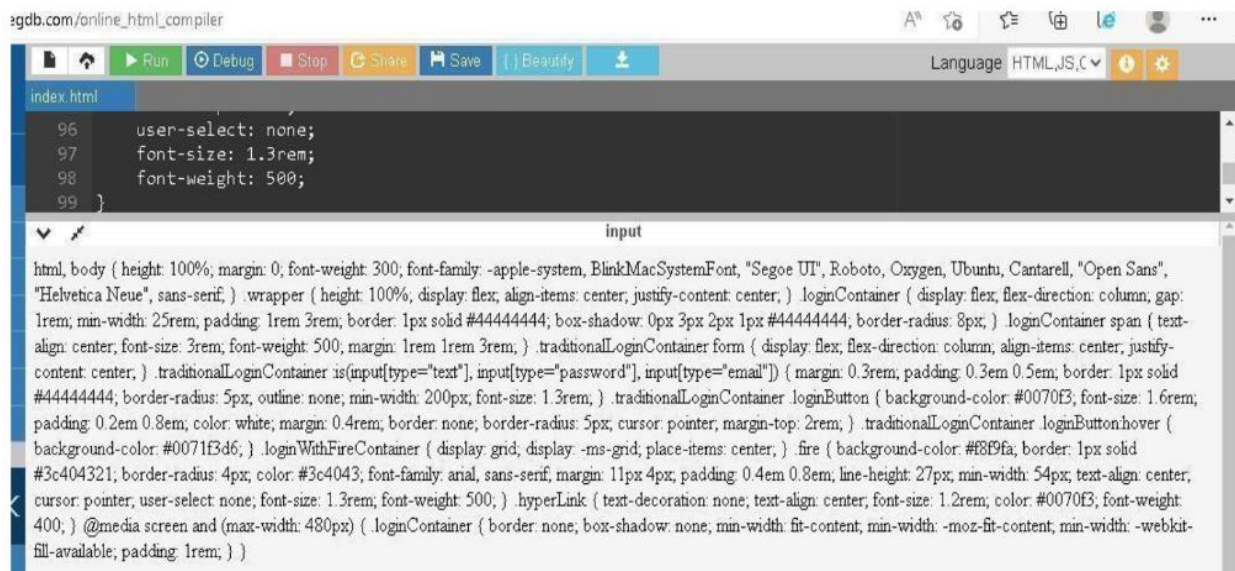 egdb.com/online_html_compiler
Run Debug Stop Share Save { } Beautify Language HTML,JS,C
index.html
96 user-select: none;
97 font-size: 1.3rem;
98 font-weight: 500;
99 }
input
html, body { height: 100%; margin: 0; font-weight: 300; font-family: -apple-system, BlinkMacSystemFont, "Segoe UI", Roboto, Oxygen, Ubuntu, Cantarell, "Open Sans",
"Helvetica Neue", sans-serif; } .wrapper { height: 100%; display: flex; align-items: center; justify-content: center; } .loginContainer { display: flex; flex-direction: column; gap:
1rem; min-width: 25rem; padding: 1rem 3rem; border: 1px solid #44444444; box-shadow: 0px 3px 2px 1px #44444444; border-radius: 8px; } .loginContainer span { text-
align: center; font-size: 3rem; font-weight: 500; margin: 1rem 1rem 3rem; } .traditionalLoginContainer form { display: flex; flex-direction: column; align-items: center; justify-
content: center; } .traditionalLoginContainer :is(input[type="text"], input[type="password"], input[type="email"]) { margin: 0.3rem; padding: 0.3em 0.5em; border: 1px solid
#44444444; border-radius: 5px; outline: none; min-width: 200px; font-size: 1.3rem; } .traditionalLoginContainer .loginButton { background-color: #0070f3; font-size: 1.6rem;
padding: 0.2em 0.8em; color: white; margin: 0.4rem; border: none; border-radius: 5px; cursor: pointer; margin-top: 2rem; } .traditionalLoginContainer .loginButton:hover {
background-color: #0071f3d6; } .loginWithFireContainer { display: grid; display: -ms-grid; place-items: center; } .fire { background-color: #f8f9fa; border: 1px solid
#3c404321; border-radius: 4px; color: #3c4043; font-family: arial, sans-serif; margin: 11px 4px; padding: 0.4em 0.8em; line-height: 27px; min-width: 54px; text-align: center;
cursor: pointer; user-select: none; font-size: 1.3rem; font-weight: 500; } .hyperLink { text-decoration: none; text-align: center; font-size: 1.2rem; color: #0070f3; font-weight:
400; } @media screen and (max-width: 480px) { .loginContainer { border: none; box-shadow: none; min-width: fit-content; min-width: -moz-fit-content; min-width: -webkit-
fill-available; padding: 1rem; } }